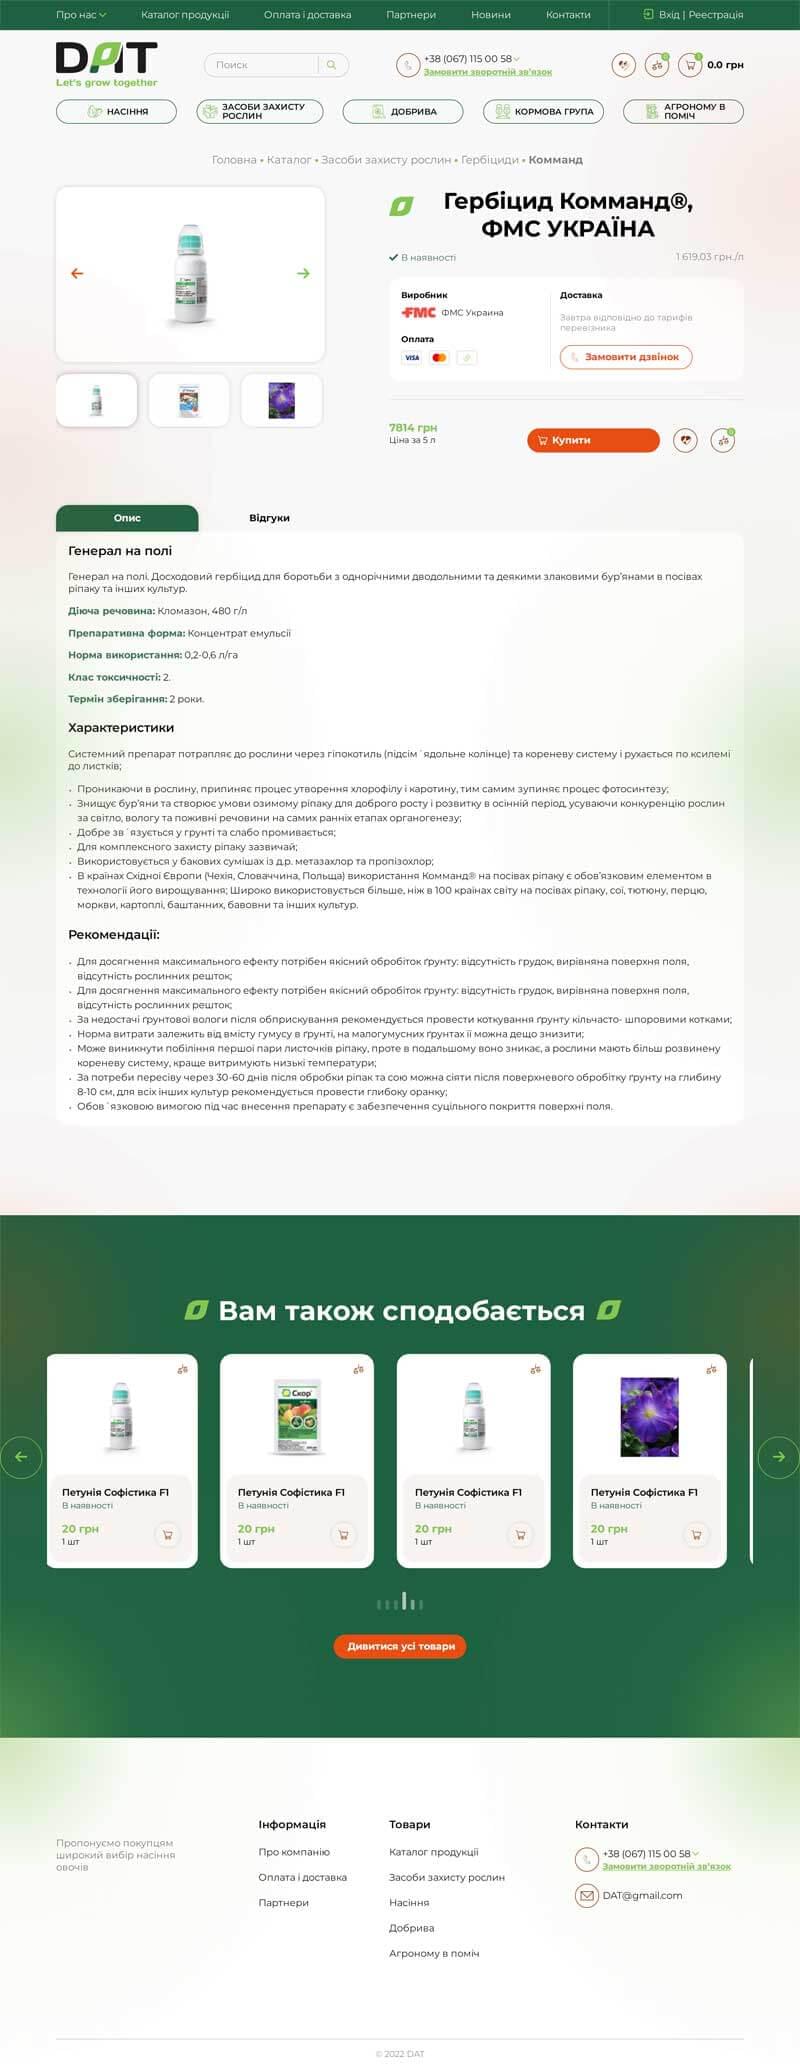 Про нас
Каталог продукції
Оплата і доставка
Партнери
Новини
Контакти
Вхід | Реестрація
DAT
Let's grow together
Поиск
+38 (067) 115 00 58
Замовити зворотній зв'язок
0.0 грн
НАСІННЯ
ЗАСОБИ ЗАХИСТУ
РОСЛИН
ДОБРИВА
КОРМОВА ГРУПА
АГРОНОМУ В
ПОМІЧ
Головна • Каталог • Засоби захисту рослин • Гербіциди • Комманд
Гербіцид Комманд®,
ФМС УКРАЇНА
В наявності
1 619,03 грн./л
Виробник
FMC ФМС Украина
Оплата
VISA
Доставка
Завтра відповідно до тарифів
перевізника
Замовити дзвінок
7814 грн
Ціна за 5 л
Купити
0
Опис
Відгуки
Генерал на полі
Генерал на полі. Досходовий гербіцид для боротьби з однорічними дводольними та деякими злаковими бур'янами в посівах
ріпаку та інших культур.
Діюча речовина: Кломазон, 480 г/л
Препаративна форма: Концентрат емульсії
Норма використання: 0,2-0,6 л/га
Клас токсичності: 2.
Термін зберігання: 2 роки.
Характеристики
Системний препарат потрапляє до рослини через гіпокотиль (підсім`ядольне колінце) та кореневу систему і рухається по ксилемі
до листків;
• Проникаючи в рослину, припиняє процес утворення хлорофілу і каротину, тим самим зупиняє процес фотосинтезу;
• Знищує бур'яни та створює умови озимому ріпаку для доброго росту і розвитку в осінній період, усуваючи конкуренцію рослин
за світло, вологу та поживні речовини на самих ранніх етапах органогенезу;
• Добре зв`язується у грунті та слабо промивається;
• Для комплексного захисту ріпаку зазвичай;
• Використовується у бакових сумішах із д.р. метазахлор та пропізохлор;
• В країнах Східної Європи (Чехія, Словаччина, Польща) використання Комманд® на посівах ріпаку є обов'язковим елементом в
технології його вирощування; Широко використовується більше, ніж в 100 країнах світу на посівах ріпаку, сої, тютюну, перцю,
моркви, картоплі, баштанних, бавовни та інших культур.
Рекомендації:
• Для досягнення максимального ефекту потрібен якісний обробіток ґрунту: відсутність грудок, вирівняна поверхня поля,
відсутність рослинних решток;
• Для досягнення максимального ефекту потрібен якісний обробіток ґрунту: відсутність грудок, вирівняна поверхня поля,
відсутність рослинних решток;
• За недостачі ґрунтової вологи після обприскування рекомендується провести коткування ґрунту кільчасто- шпоровими котками;
• Норма витрати залежить від вмісту гумусу в ґрунті, на малогумусних ґрунтах її можна дещо знизити;
• Може виникнути побіління першої пари листочків ріпаку, проте в подальшому воно зникає, а рослини мають більш розвинену
кореневу систему, краще витримують низькі температури;
• За потреби пересіву через 30-60 днів після обробки ріпак та сою можна сіяти після поверхневого обробітку ґрунту на глибину
8-10 см, для всіх інших культур рекомендується провести глибоку оранку;
• Обов`язковою вимогою під час внесення препарату є забезпечення суцільного покриття поверхні поля.
Вам також сподобається
Скор
Петунія Софістика F1
В наявності
20 грн
1 шт
Петунія Софістика F1
В наявності
20 грн
1 шт
Петунія Софістика F1
В наявності
20 грн
1 шт
Петунія Софістика F1
В наявності
20 грн
1 шт
Дивитися усі товари
Пропонуємо покупцям
широкий вибір насіння
овочів
Інформація
Про компанію
Оплата і доставка
Партнери
Товари
Каталог продукції
Засоби захисту рослин
Насіння
Добрива
Агроному в поміч
Контакти
+38 (067) 115 00 58
Замовити зворотній зв'язок
DAT@gmail.com
© 2022 DAT